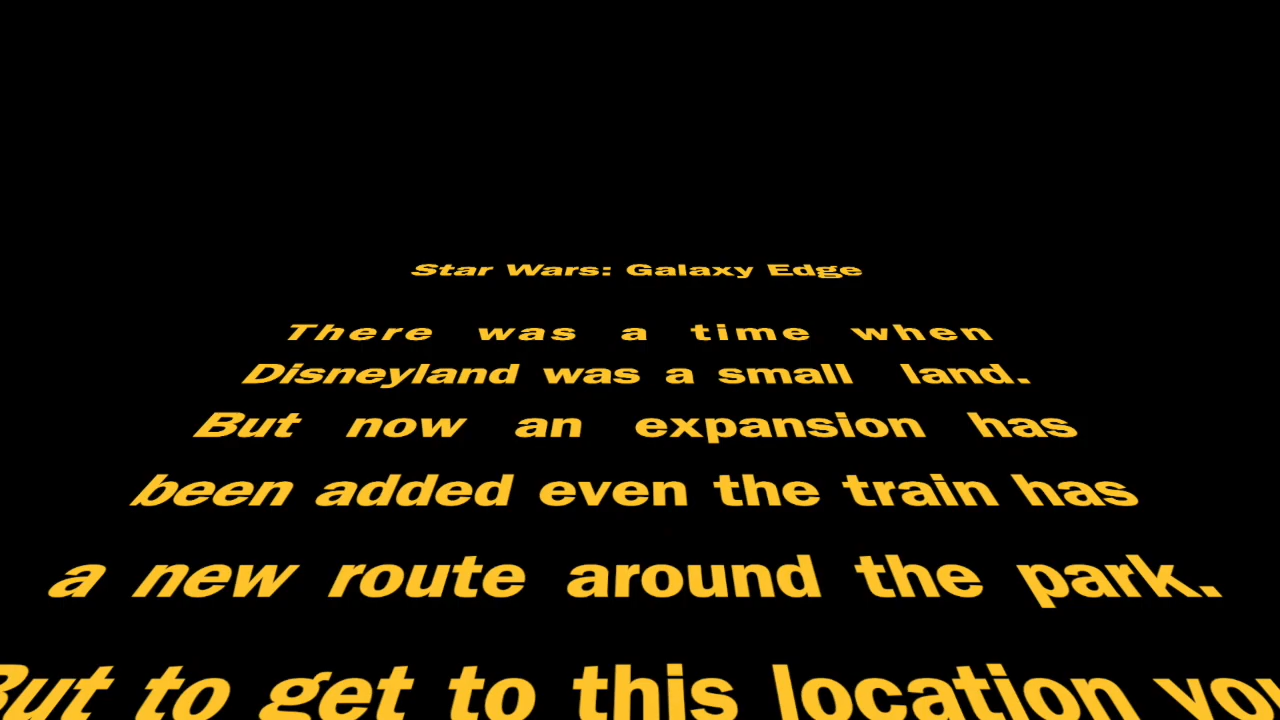 Star Wars: Galaxy Edge
There was a time when
Disneyland was a small land.
But now an expansion has
been added even the train has
a new route around the park.
But to get to this location you